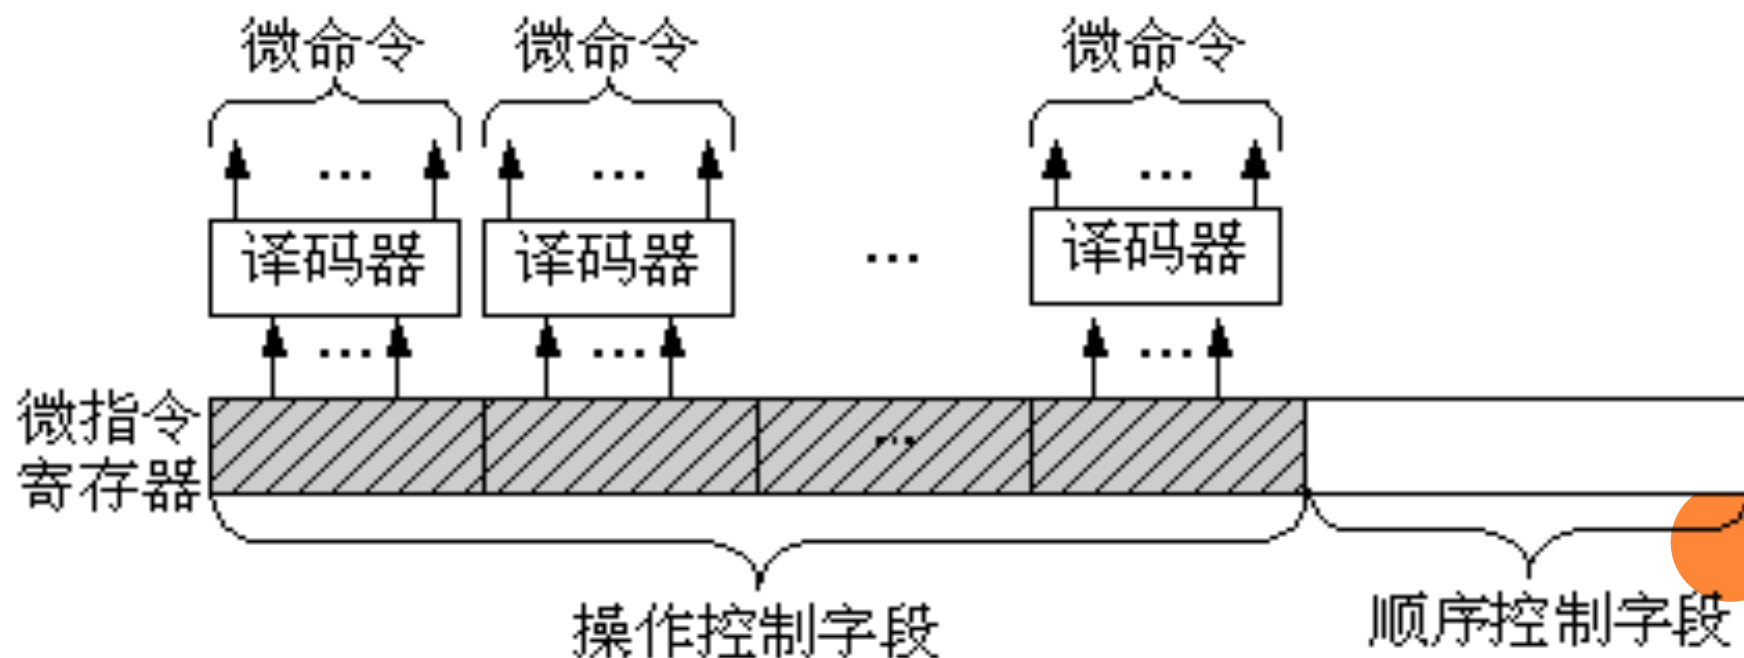 微命令 微命令 微命令
... ... ...
译码器 译码器 ... 译码器
... ... ...
微指令
寄存器
...
操作控制字段 顺序控制字段